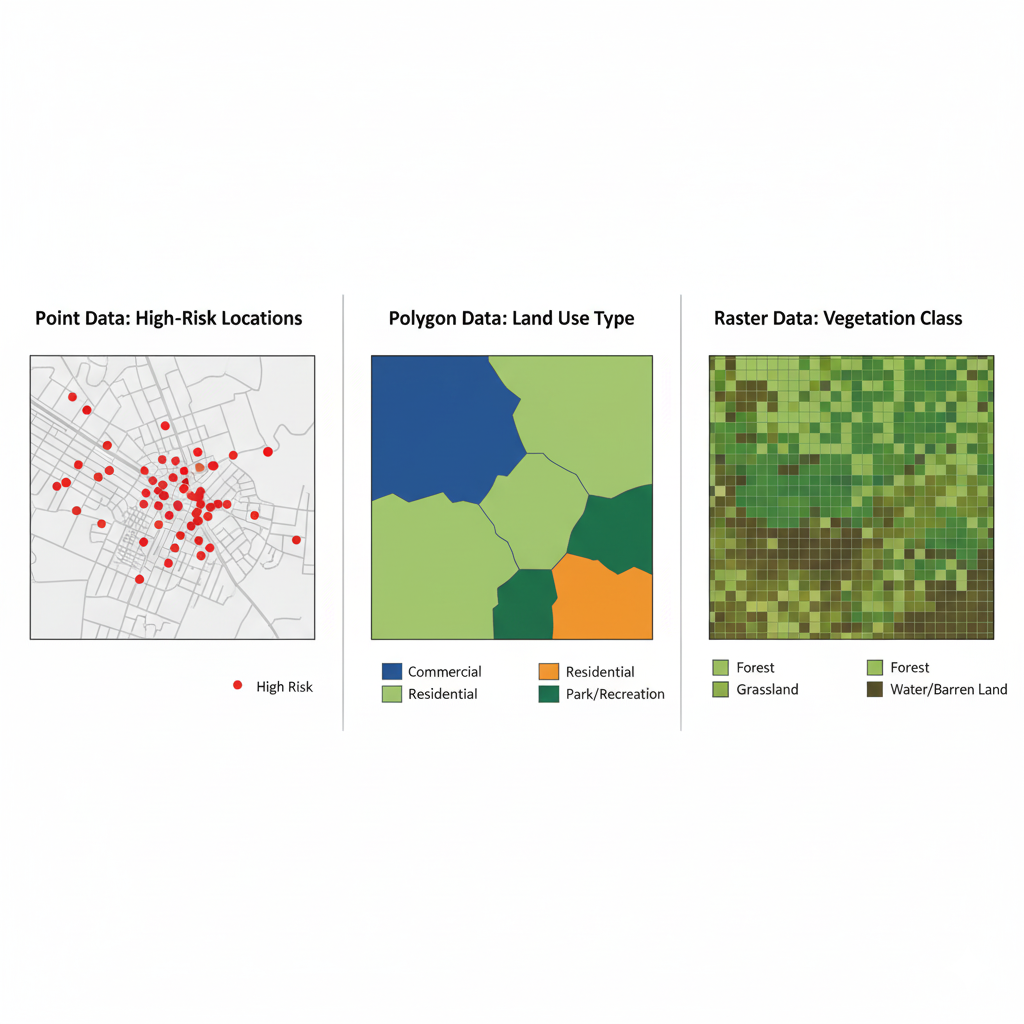 Point Data: High-Risk Locations
High Risk
Polygon Data: Land Use Type
Commercial
Residential
Residential
Park/Recreation
Raster Data: Vegetation Class
Forest
Forest
Grassland
Water/Barren Land